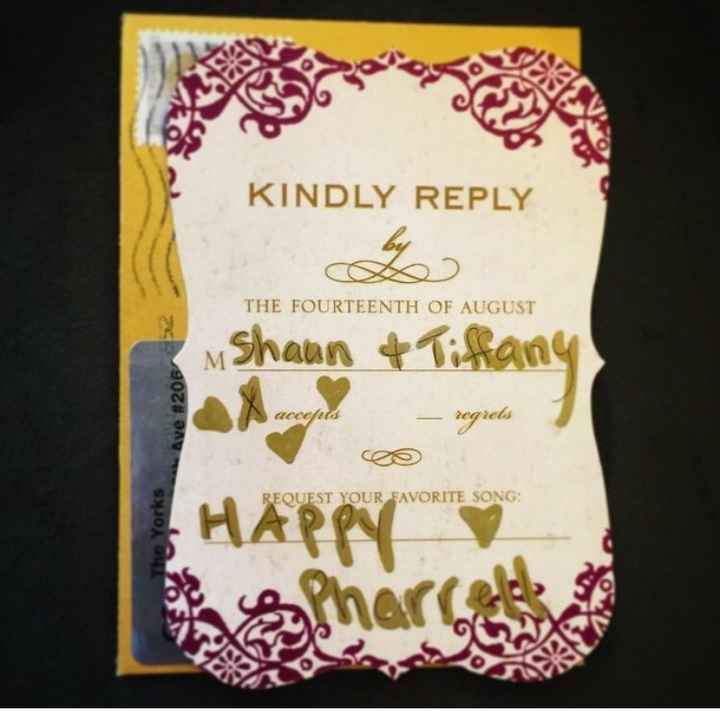 KINDLY REPLY
by
THE FOURTEENTH OF AUGUST
M Shaun + Tiffany
X accepts __ regrets
REQUEST YOUR FAVORITE SONG:
HAPPY
Pharrell
The Yorks
Ave #206